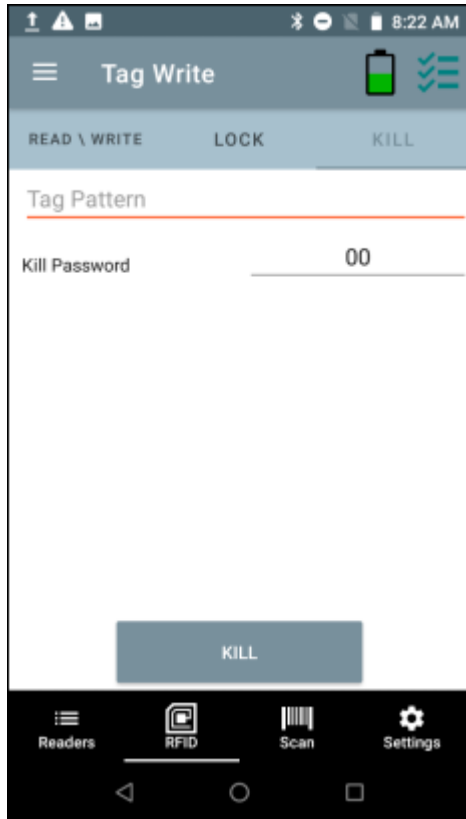 8:22 AM
Tag Write
READ \ WRITE LOCK KILL
Tag Pattern
Kill Password 00
KILL
Readers RFID Scan Settings